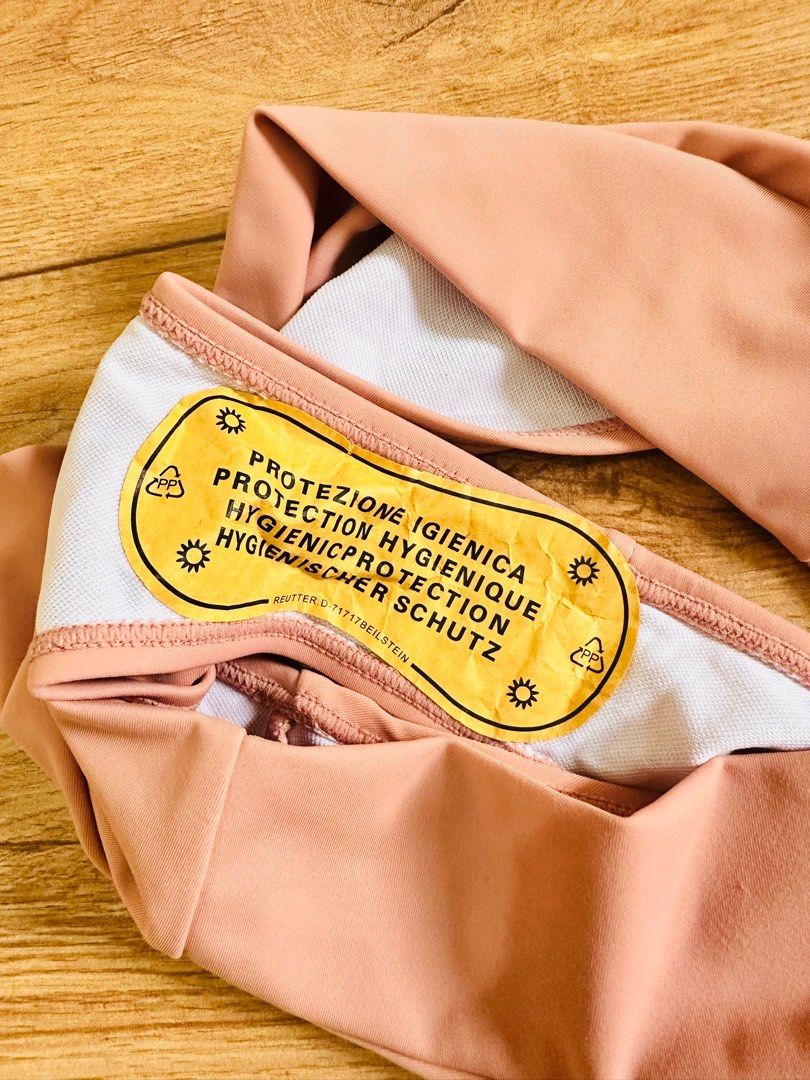 PROTEZIONE IGIENICA
PROTECTION HYGIENIQUE
HYGIENICPROTECTION
HYGIENISCHER SCHUTZ
REUTTER.D-71717BEILSTEIN
PP
PP